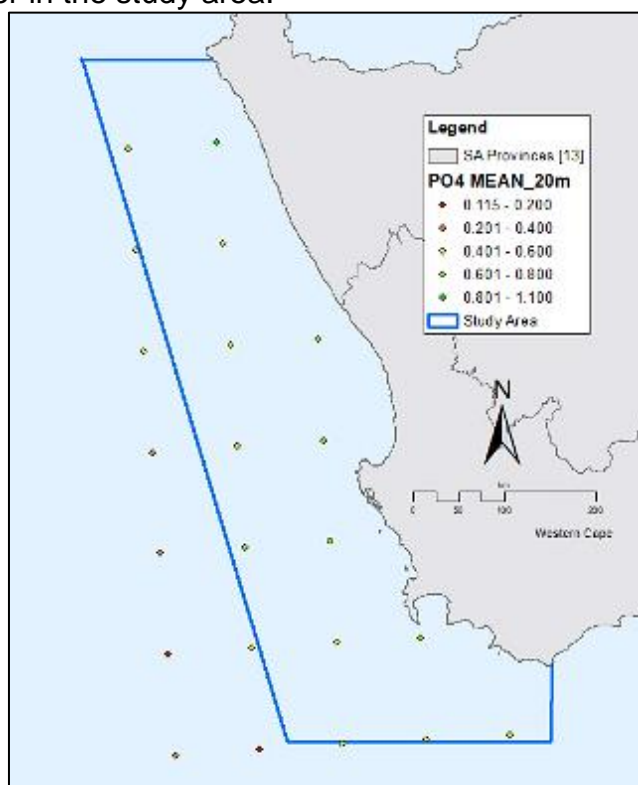 er in the study area.
Legend
SA Provinces [13]
PO4 MEAN_20m
0.115 - 0.200
0.201 - 0.400
0.401 - 0.600
0.601 - 0.800
0.801 - 1.100
Study Area
N
km
0 50 100 200
Western Cape